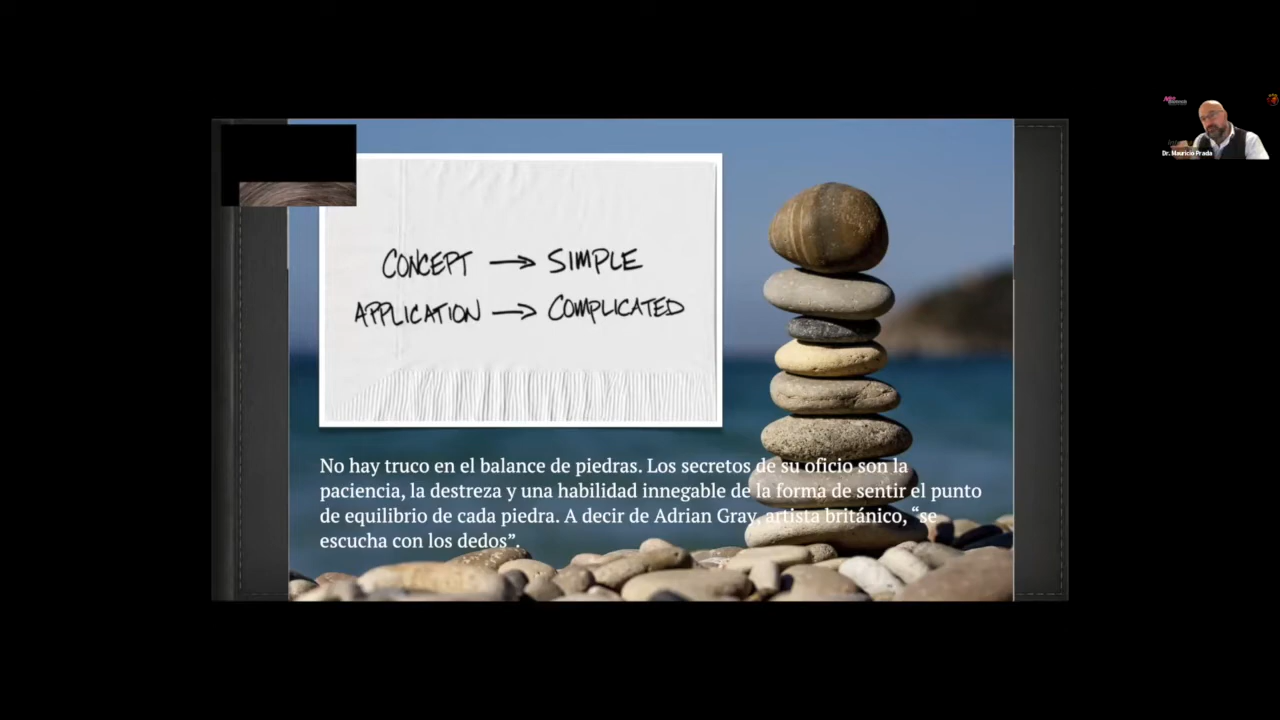 CONCEPT → SIMPLE
APPLICATION → COMPLICATED
No hay truco en el balance de piedras. Los secretos de su oficio son la
paciencia, la destreza y una habilidad innegable de la forma de sentir el punto
de equilibrio de cada piedra. A decir de Adrian Gray, artista británico, “se
escucha con los dedos”.
Dr. Mauricio Prada